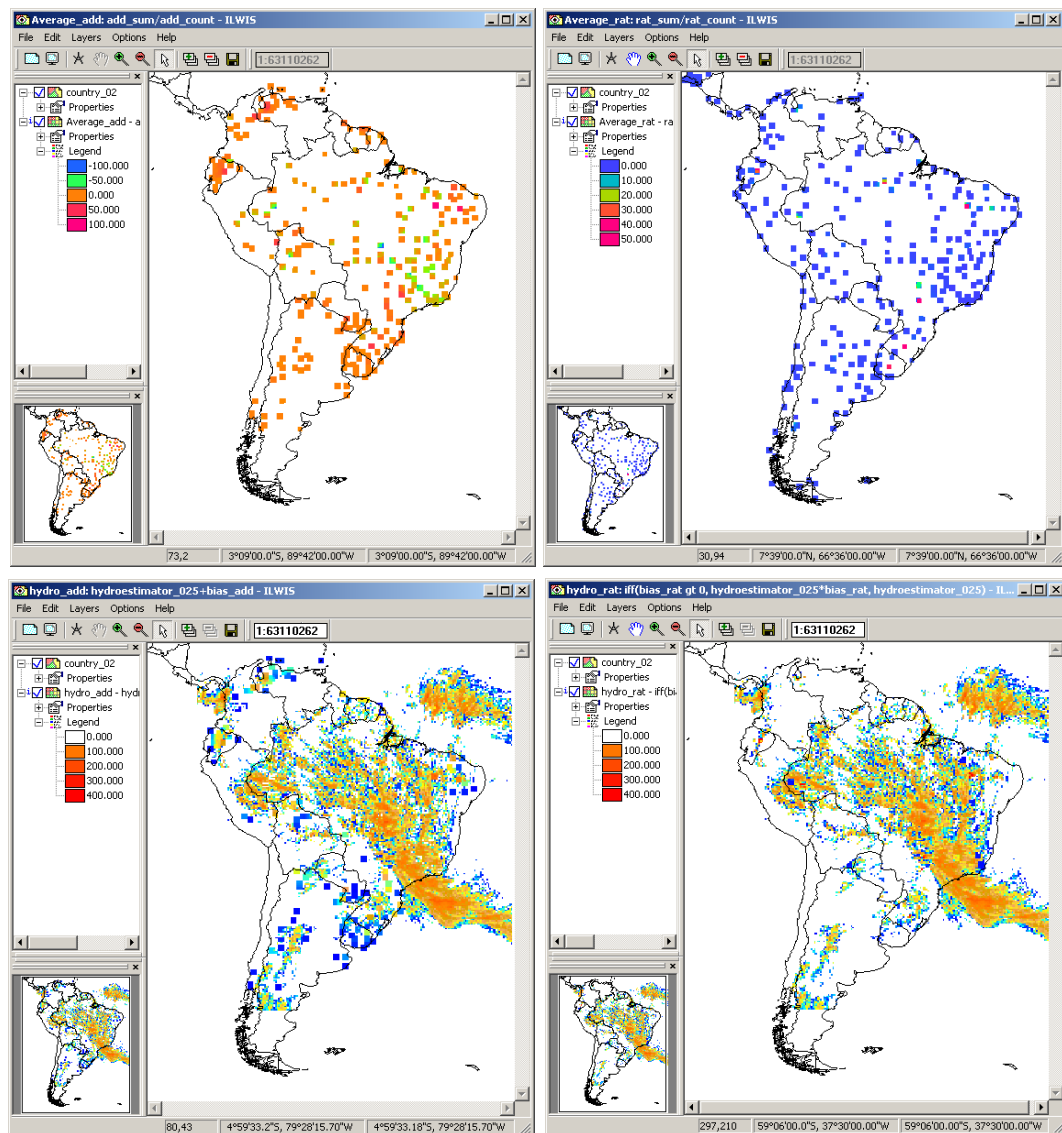 Average_add: add_sum/add_count - ILWIS
File Edit Layers Options Help
1:63110262
country_02
Properties
Average_add - a
Properties
Legend
-100.000
-50.000
0.000
50.000
100.000
73,2 3°09'00.0"S, 89°42'00.00"W 3°09'00.0"S, 89°42'00.00"W
Average_rat: rat_sum/rat_count - ILWIS
File Edit Layers Options Help
1:63110262
country_02
Properties
Average_rat - ra
Properties
Legend
0.000
10.000
20.000
30.000
40.000
50.000
30,94 7°39'00.0"N, 66°36'00.00"W 7°39'00.0"N, 66°36'00.00"W
hydro_add: hydroestimator_025+bias_add - ILWIS
File Edit Layers Options Help
1:63110262
country_02
Properties
hydro_add - hyd
Properties
Legend
0.000
100.000
200.000
300.000
400.000
80,43 4°59'33.2"S, 79°28'15.70"W 4°59'33.18"S, 79°28'15.70"W
hydro_rat: iff(bias_rat gt 0, hydroestimator_025*bias_rat, hydroestimator_025) - IL...
File Edit Layers Options Help
1:63110262
country_02
Properties
hydro_rat - iff(bia
Properties
Legend
0.000
100.000
200.000
300.000
400.000
297,210 59°06'00.0"S, 37°30'00.00"W 59°06'00.0"S, 37°30'00.00"W